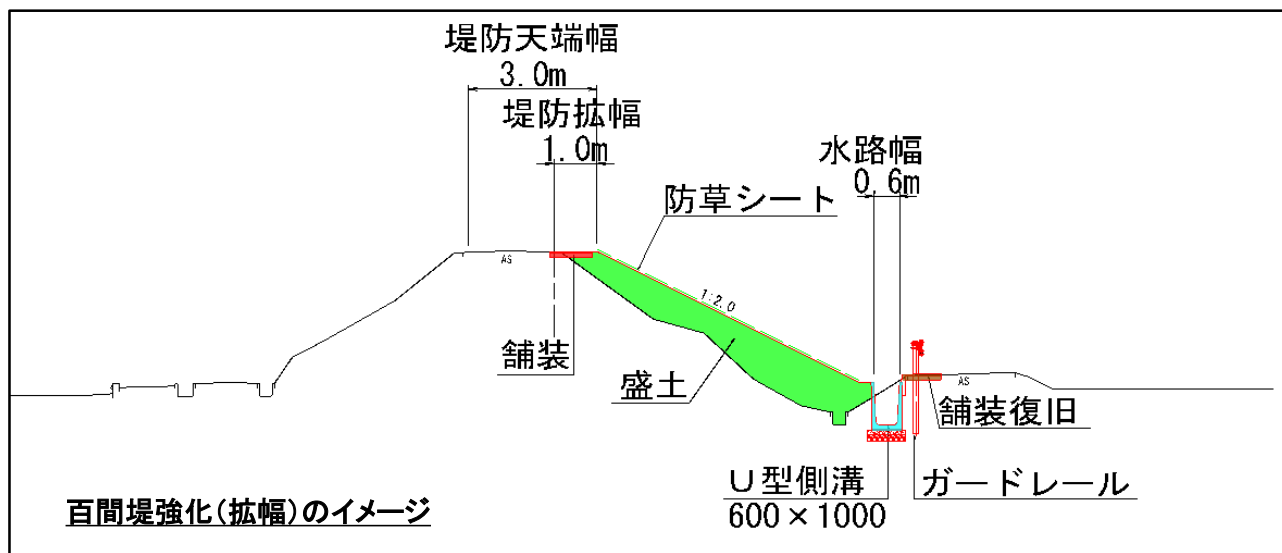 堤防天端幅
3.0m
堤防拡幅
1.0m
水路幅
0.6m
防草シート
AS
1:2.0
舗装
盛土
AS
舗装復旧
U型側溝
600×1000
ガードレール
百間堤強化(拡幅)のイメージ